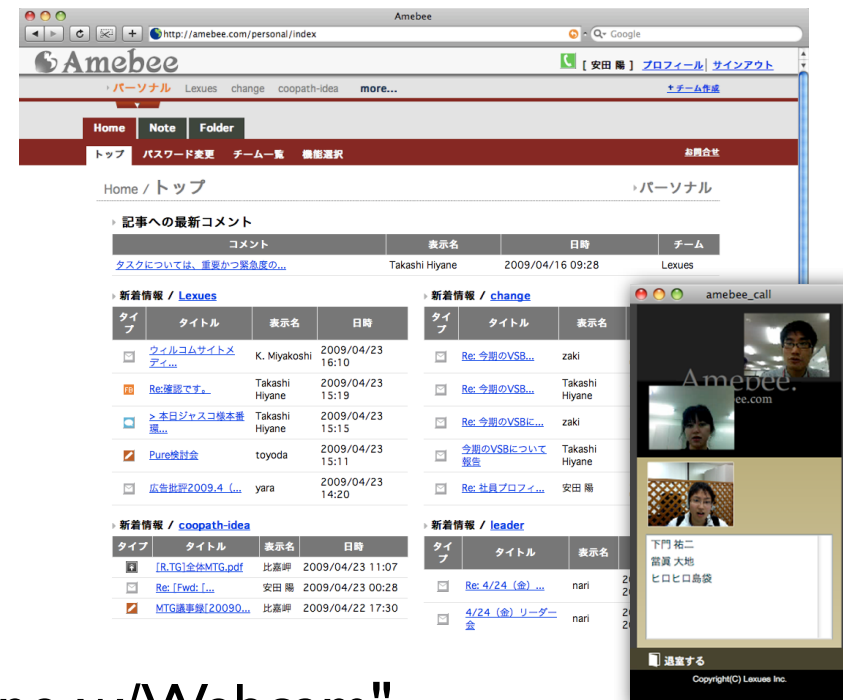 Amebee
http://amebee.com/personal/index
Google
Amebee
[ 安田 陽 ] プロフィール| サインアウト
パーソナル Lexues change coopath-idea more...
+チーム作成
Home Note Folder
トップ パスワード変更 チーム一覧 機能選択
お問合せ
Home / トップ
パーソナル
記事への最新コメント
コメント 表示名 日時 チーム
タスクについては、重要かつ緊急度の... Takashi Hiyane 2009/04/16 09:28 Lexues
新着情報 / Lexues
タイ
プ
タイトル 表示名 日時
ウィルコムサイトメ
ディ...
K. Miyakoshi
2009/04/23
16:10
FB
Re:確認です。
Takashi
Hiyane
2009/04/23
15:19
> 本日ジャスコ様本番
環...
Takashi
Hiyane
2009/04/23
15:15
Pure検討会
toyoda
2009/04/23
15:11
広告批評2009.4（...
yara
2009/04/23
14:20
新着情報 / change
タイ
プ
タイトル 表示名
Re: 今期のVSB... zaki
Re: 今期のVSB...
Takashi
Hiyane
Re: 今期のVSBに... zaki
今期のVSBについて
報告
Takashi
Hiyane
Re: 社員プロフィ... 安田 陽
新着情報 / coopath-idea
タイプ タイトル 表示名 日時
[R.TG]全体MTG.pdf 比嘉岬 2009/04/23 11:07
Re: [Fwd: [... 安田 陽 2009/04/23 00:28
MTG議事録[20090... 比嘉岬 2009/04/22 17:30
新着情報 / leader
タイ
プ
タイトル 表示名
Re: 4/24（金）... nari
4/24（金）リーダー
会
nari
amebee_call
Amebee.
ee.com
下門 祐二
當眞 大地
ヒロヒロ島袋
退室する
Copyright(C) Lexues Inc.
w/Webcam"